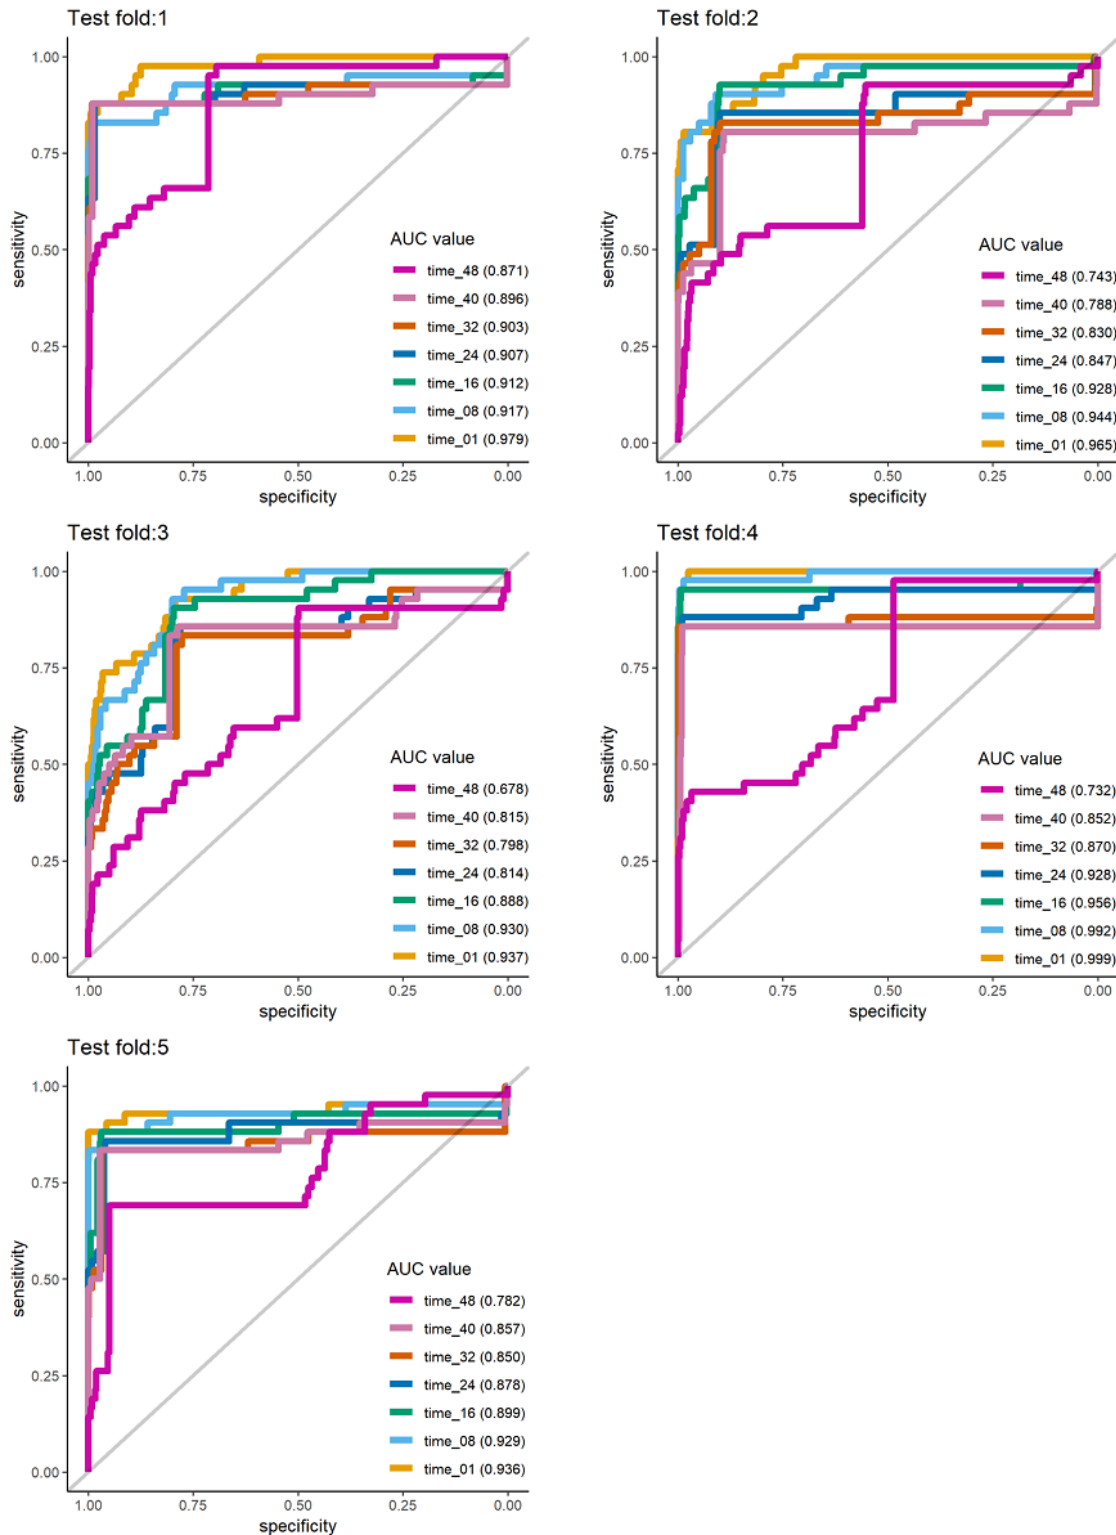 Test fold:1
1.00
0.75
0.50
0.25
0.00
sensitivity
AUC value
time_48 (0.871)
time_40 (0.896)
time_32 (0.903)
time_24 (0.907)
time_16 (0.912)
time_08 (0.917)
time_01 (0.979)
1.00 0.75 0.50 0.25 0.00
specificity
Test fold:2
1.00
0.75
0.50
0.25
0.00
sensitivity
AUC value
time_48 (0.743)
time_40 (0.788)
time_32 (0.830)
time_24 (0.847)
time_16 (0.928)
time_08 (0.944)
time_01 (0.965)
1.00 0.75 0.50 0.25 0.00
specificity
Test fold:3
1.00
0.75
0.50
0.25
0.00
sensitivity
AUC value
time_48 (0.678)
time_40 (0.815)
time_32 (0.798)
time_24 (0.814)
time_16 (0.888)
time_08 (0.930)
time_01 (0.937)
1.00 0.75 0.50 0.25 0.00
specificity
Test fold:4
1.00
0.75
0.50
0.25
0.00
sensitivity
AUC value
time_48 (0.732)
time_40 (0.852)
time_32 (0.870)
time_24 (0.928)
time_16 (0.956)
time_08 (0.992)
time_01 (0.999)
1.00 0.75 0.50 0.25 0.00
specificity
Test fold:5
1.00
0.75
0.50
0.25
0.00
sensitivity
AUC value
time_48 (0.782)
time_40 (0.857)
time_32 (0.850)
time_24 (0.878)
time_16 (0.899)
time_08 (0.929)
time_01 (0.936)
1.00 0.75 0.50 0.25 0.00
specificity